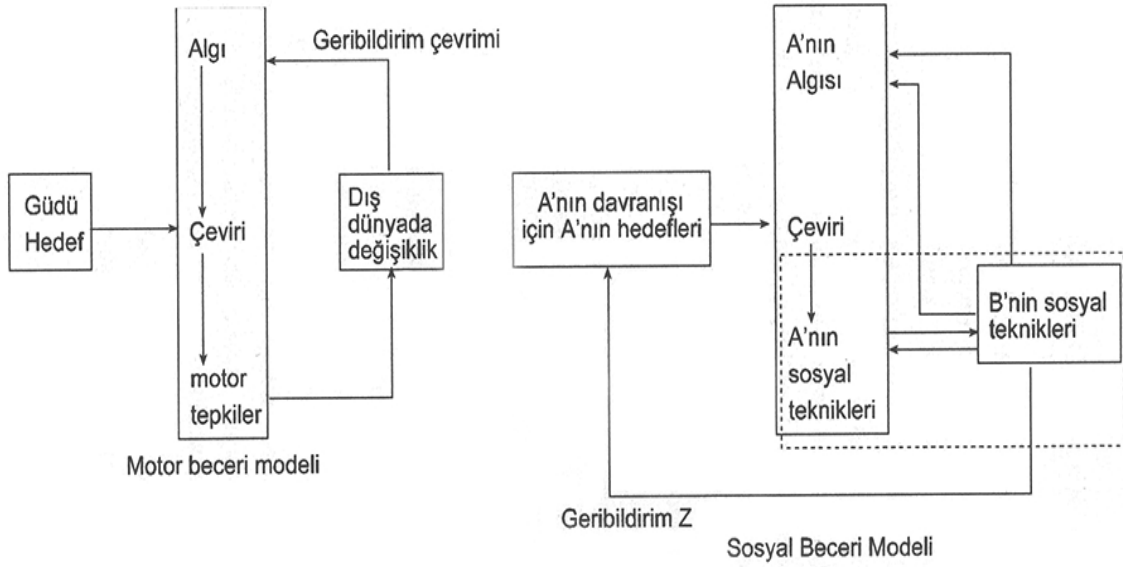 Algı
Geribildirim çevrimi
Güdü
Hedef
Çeviri
Dış
dünyada
değişiklik
motor
tepkiler
Motor beceri modeli
A'nın
Algısı
A'nın davranışı
için A'nın hedefleri
Çeviri
B'nin sosyal
teknikleri
A'nın
sosyal
teknikleri
Geribildirim Z
Sosyal Beceri Modeli